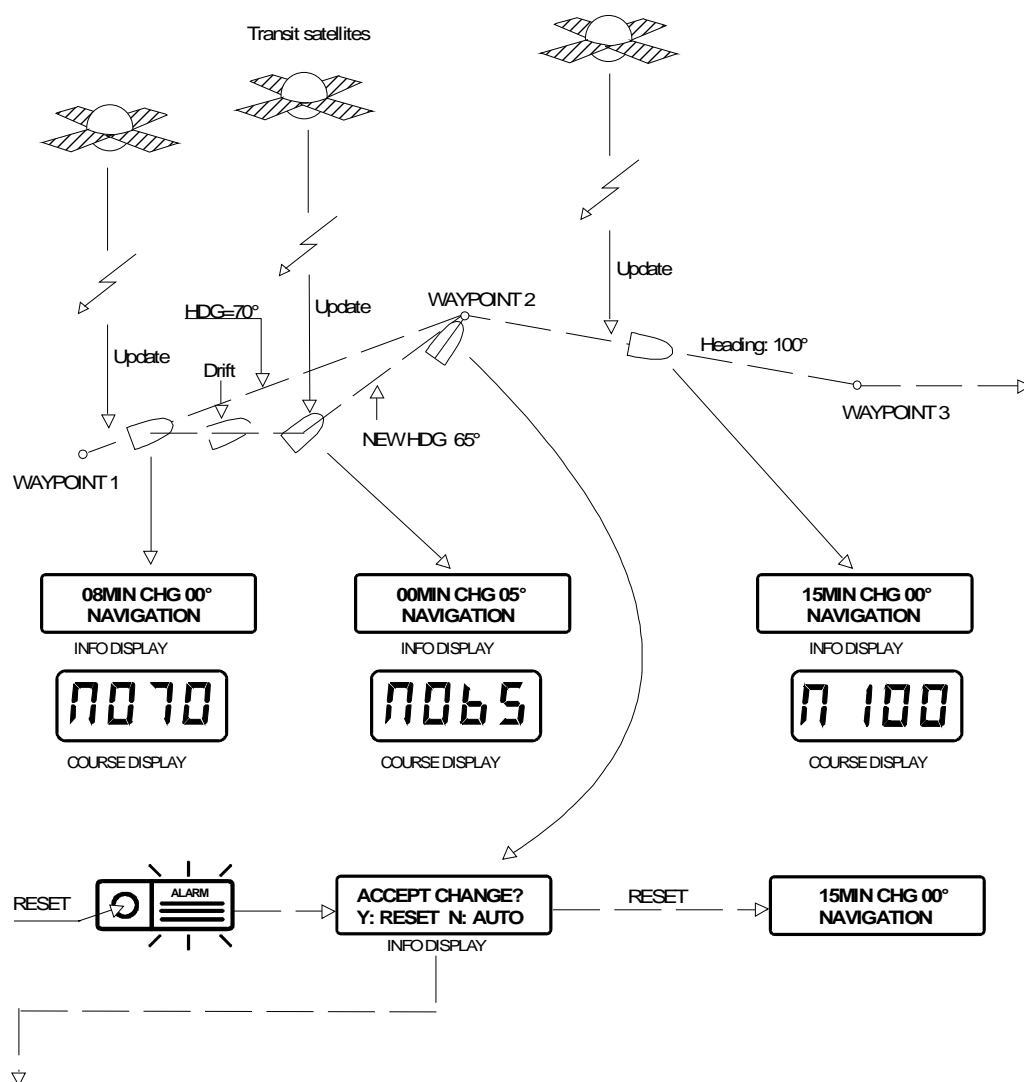 Transit satellites
Update
HDG=70°
Update
Drift
WAYPOINT 2
Update
Heading: 100°
WAYPOINT 1
NEW HDG 65°
WAYPOINT 3
08MIN CHG 00°
NAVIGATION
INFO DISPLAY
00MIN CHG 05°
NAVIGATION
INFO DISPLAY
15MIN CHG 00°
NAVIGATION
INFO DISPLAY
N070
COURSE DISPLAY
N065
COURSE DISPLAY
N 100
COURSE DISPLAY
RESET
ALARM
ACCEPT CHANGE?
Y: RESET N: AUTO
INFO DISPLAY
RESET
15MIN CHG 00°
NAVIGATION